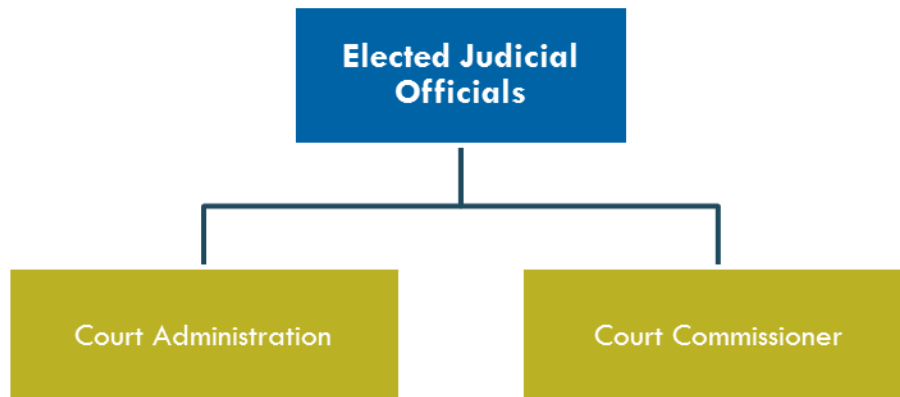 Elected Judicial
Officials
Court Administration
Court Commissioner